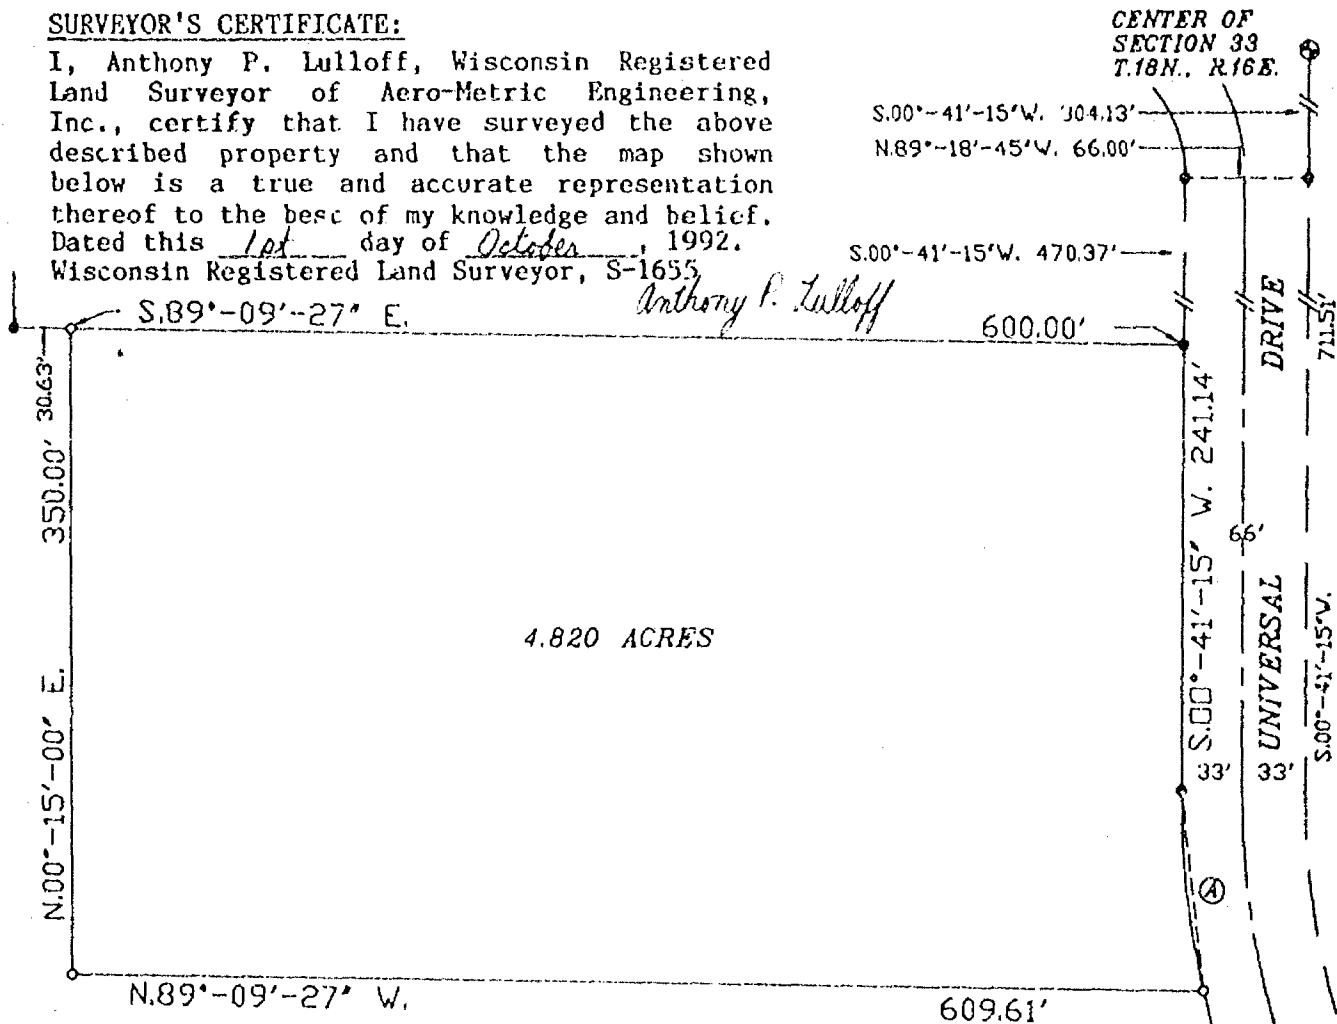 SURVEYOR'S CERTIFICATE:
I, Anthony P. Lulloff, Wisconsin Registered
Land Surveyor of Aero-Metric Engineering,
Inc., certify that I have surveyed the above
described property and that the map shown
below is a true and accurate representation
thereof to the best of my knowledge and belief.
Dated this 1st day of October, 1992.
Wisconsin Registered Land Surveyor, S-1655
Anthony P. Lulloff
CENTER OF
SECTION 33
T.18N., R.16E.
S.00°-41'-15"W. 304.13'
N.89°-18'-45"W. 66.00'
S.00°-41'-15"W. 470.37'
S.89°-09'-27" E.
600.00'
30.63'
350.00'
N.00°-15'-00" E.
4.820 ACRES
S.00°-41'-15" W. 241.14'
66'
33'
33'
UNIVERSAL DRIVE
S.00°-41'-15"W.
711.51'
A
N.89°-09'-27" W.
609.61'